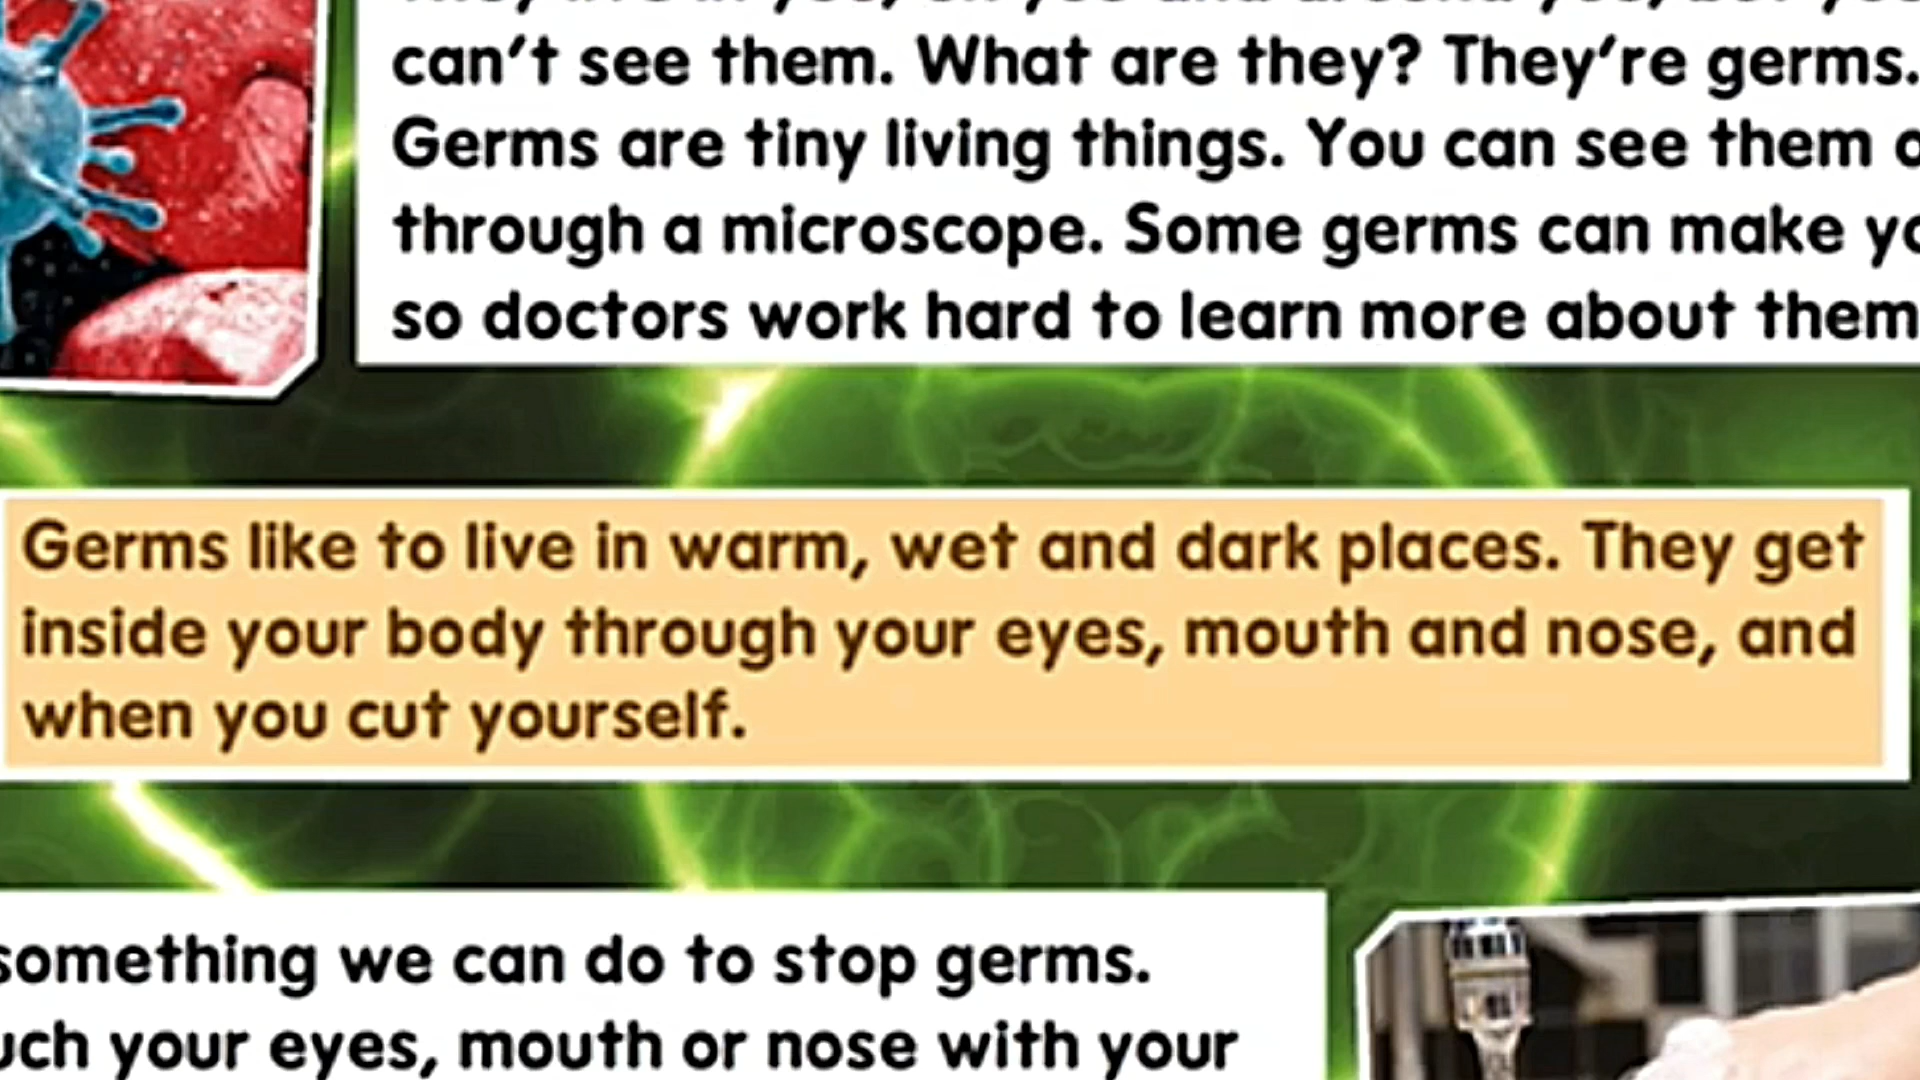 can't see them. What are they? They're germs.
Germs are tiny living things. You can see them
through a microscope. Some germs can make
so doctors work hard to learn more about them
Germs like to live in warm, wet and dark places. They get
inside your body through your eyes, mouth and nose, and
when you cut yourself.
something we can do to stop germs.
your eyes, mouth or nose with your